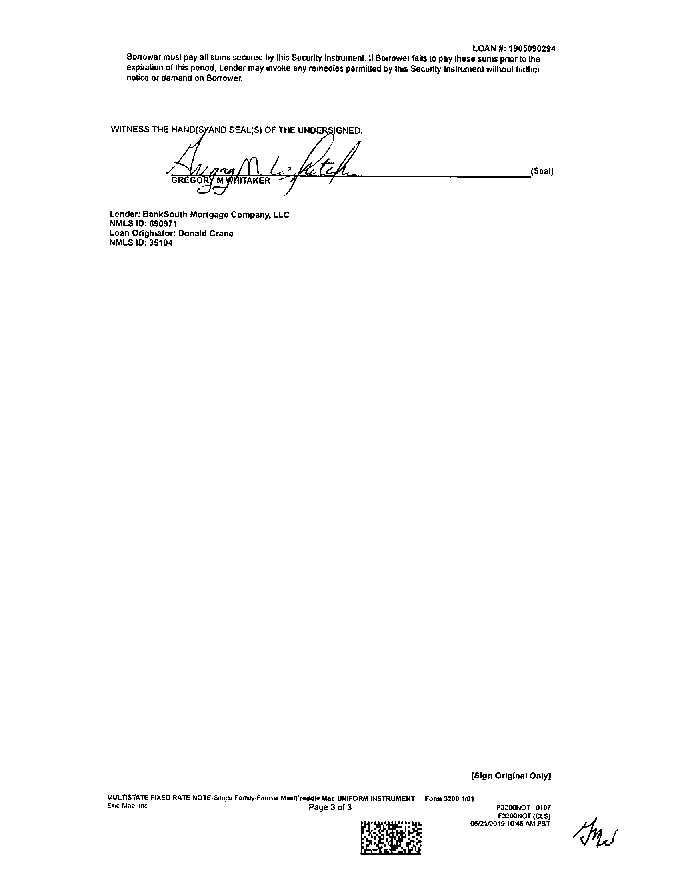 LOAN #: 1905090294
Borrower must pay all sums secured by this Security Instrument. If Borrower fails to pay these sums prior to the
expiration of this period, Lender may invoke any remedies permitted by this Security Instrument without further
notice or demand on Borrower.
WITNESS THE HAND(S) AND SEAL(S) OF THE UNDERSIGNED.
(Seal)
GREGORY M WHITAKER
Lender: BankSouth Mortgage Company, LLC
NMLS ID: 690971
Loan Originator: Donald Crane
NMLS ID: 35104
[Sign Original Only]
MULTISTATE FIXED RATE NOTE-Single Family-Fannie Mae/Freddie Mac UNIFORM INSTRUMENT Form 3200 1/01
Ellie Mae, Inc.
Page 3 of 3
F3200NOT 0107
F3200NOT (CLS)
10:48 AM PST